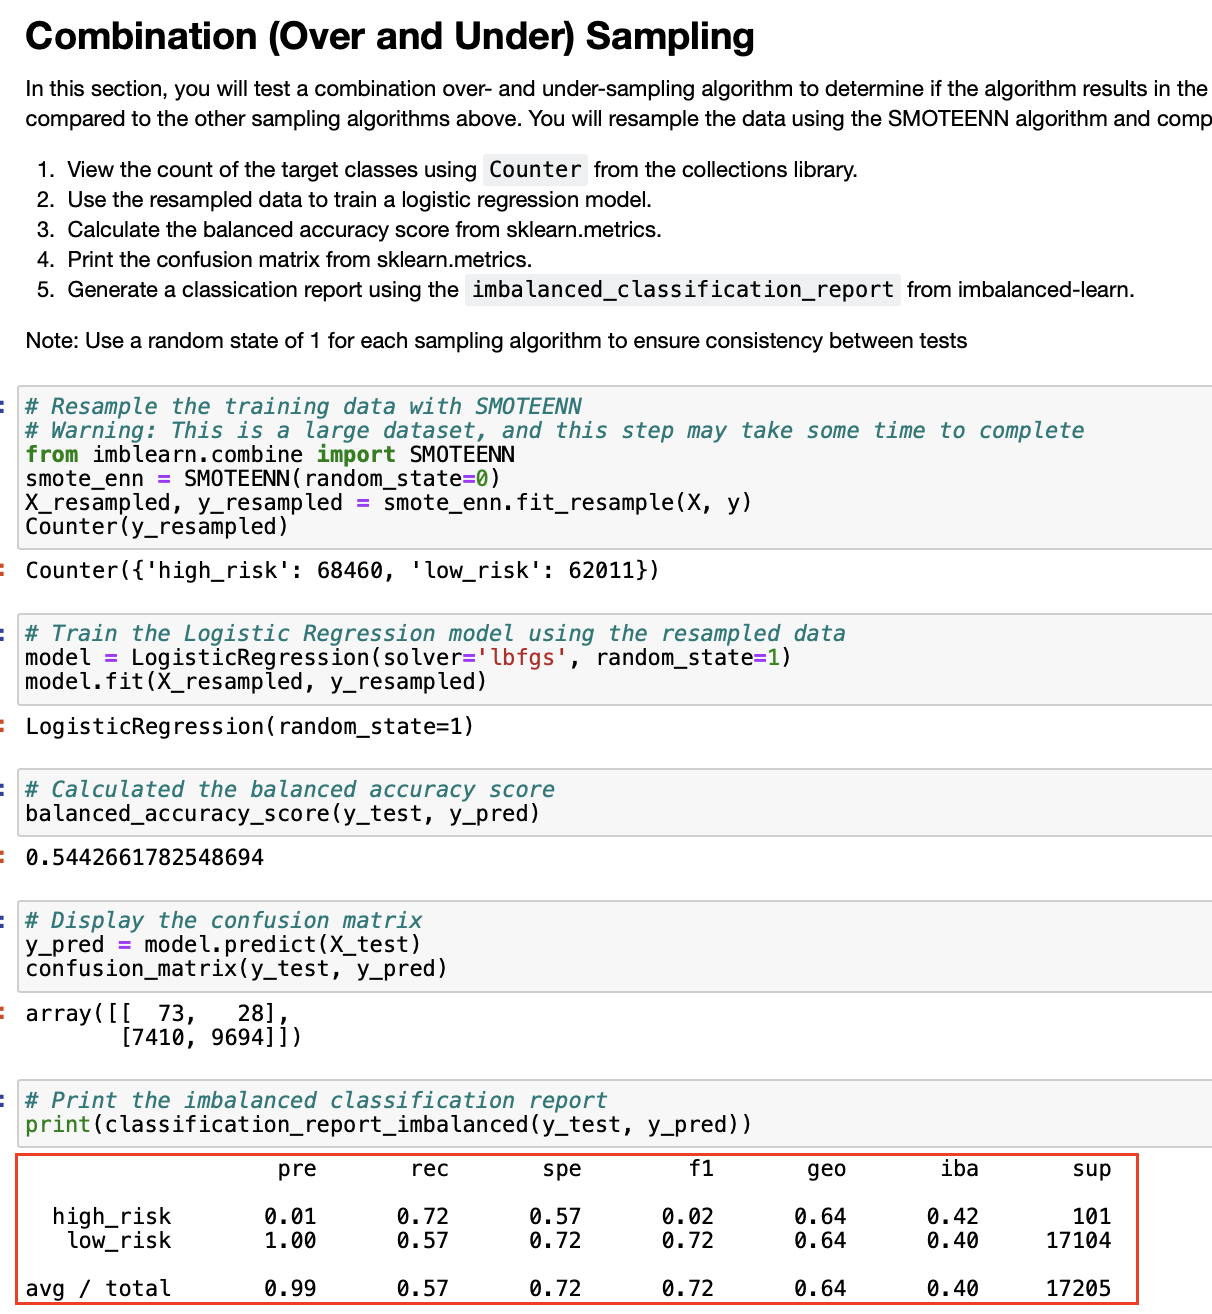 Combination (Over and Under) Sampling
In this section, you will test a combination over- and under-sampling algorithm to determine if the algorithm results in the
compared to the other sampling algorithms above. You will resample the data using the SMOTEENN algorithm and comp
1. View the count of the target classes using Counter from the collections library.
2. Use the resampled data to train a logistic regression model.
3. Calculate the balanced accuracy score from sklearn.metrics.
4. Print the confusion matrix from sklearn.metrics.
5. Generate a classication report using the imbalanced_classification_report from imbalanced-learn.
Note: Use a random state of 1 for each sampling algorithm to ensure consistency between tests
# Resample the training data with SMOTEENN
# Warning: This is a large dataset, and this step may take some time to complete
from imblearn.combine import SMOTEENN
smote_enn = SMOTEENN(random_state=0)
X_resampled, y_resampled = smote_enn.fit_resample(X, y)
Counter(y_resampled)
Counter({'high_risk': 68460, 'low_risk': 62011})
# Train the Logistic Regression model using the resampled data
model = LogisticRegression(solver='lbfgs', random_state=1)
model.fit(X_resampled, y_resampled)
LogisticRegression(random_state=1)
# Calculated the balanced accuracy score
balanced_accuracy_score(y_test, y_pred)
0.5442661782548694
# Display the confusion matrix
y_pred = model.predict(X_test)
confusion_matrix(y_test, y_pred)
array([[  73,   28],
       [7410, 9694]])
# Print the imbalanced classification report
print(classification_report_imbalanced(y_test, y_pred))
pre rec spe f1 geo iba sup
high_risk 0.01 0.72 0.57 0.02 0.64 0.42 101
low_risk 1.00 0.57 0.72 0.72 0.64 0.40 17104
avg / total 0.99 0.57 0.72 0.72 0.64 0.40 17205